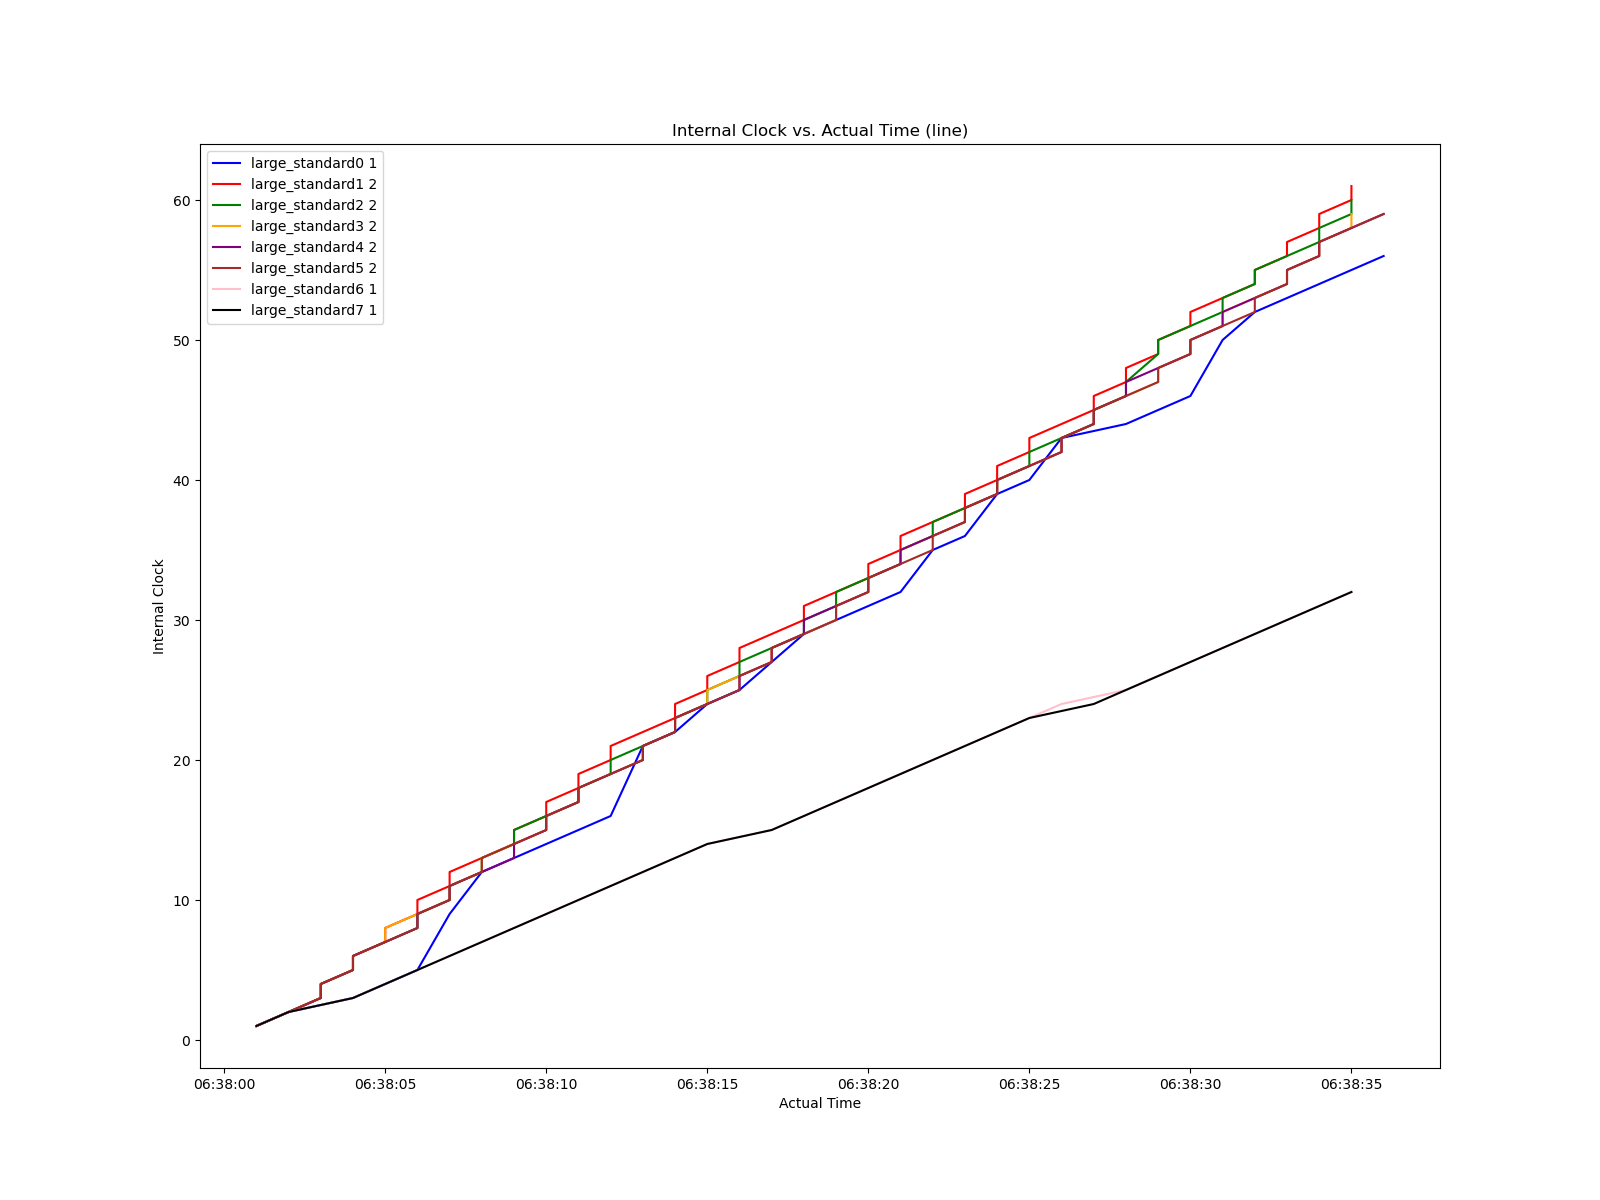 Internal Clock vs. Actual Time (line)
large_standard0 1
large_standard1 2
large_standard2 2
large_standard3 2
large_standard4 2
large_standard5 2
large_standard6 1
large_standard7 1
60
50
40
30
20
10
0
Internal Clock
06:38:00 06:38:05 06:38:10 06:38:15 06:38:20 06:38:25 06:38:30 06:38:35
Actual Time